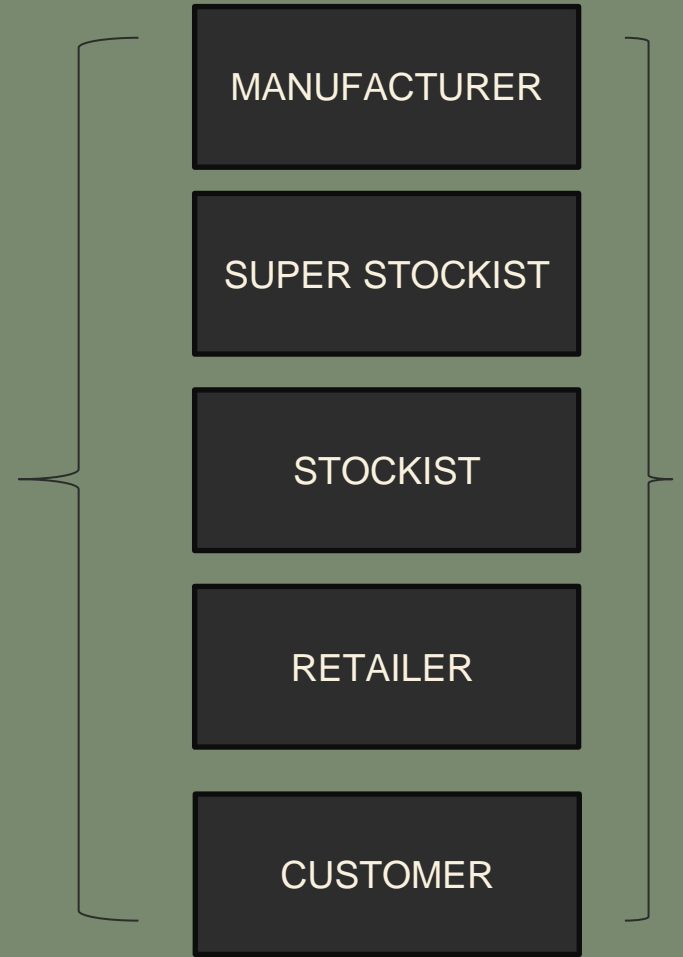 MANUFACTURER
SUPER STOCKIST
STOCKIST
RETAILER
CUSTOMER